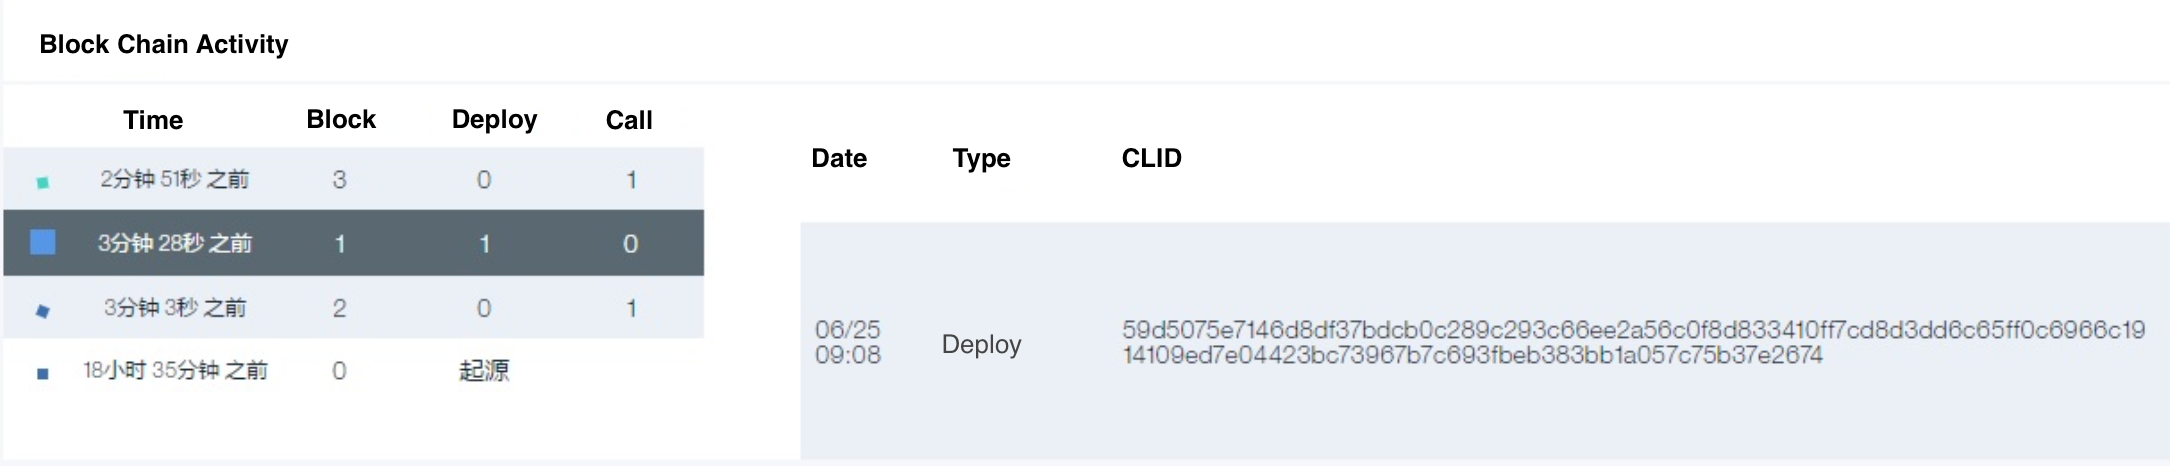 Block Chain Activity
Time Block Deploy Call
2分钟 51秒 之前 3 0 1
3分钟 28秒 之前 1 1 0
3分钟 3秒 之前 2 0 1
18小时 35分钟 之前 0 起源
Date Type CLID
06/25
09:08
Deploy
59d5075e7146d8df37bdcb0c289c293c66ee2a56c0f8d833410ff7cd8d3dd6c65ff0c6966c19
14109ed7e04423bc73967b7c693fbeb383bb1a057c75b37e2674